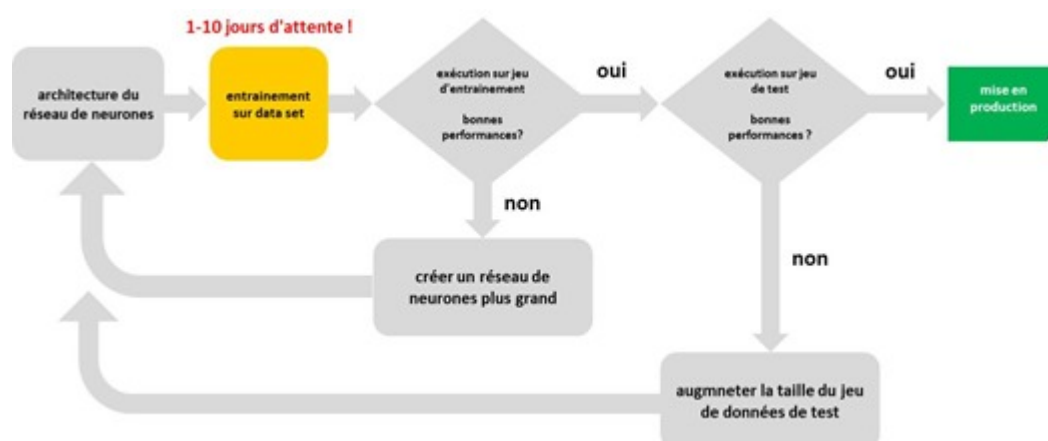 1-10 jours d'attente !
architecture du
réseau de neurones
entrainement
sur data set
exécution sur jeu
d'entrainement
bonnes
performances?
oui
exécution sur jeu
de test
bonnes
performances ?
oui
mise en
production
non
créer un réseau de
neurones plus grand
non
augmneter la taille du jeu
de données de test